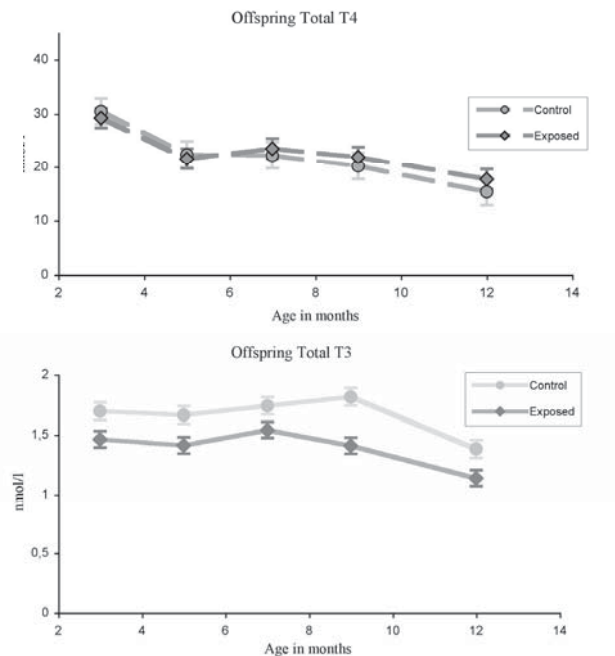 Offspring Total T4
40
30
20
10
0
2
4
6
8
10
12
14
Age in months
Control
Exposed
Offspring Total T3
2
1,5
1
0,5
0
nmol/l
2
4
6
8
10
12
14
Age in months
Control
Exposed